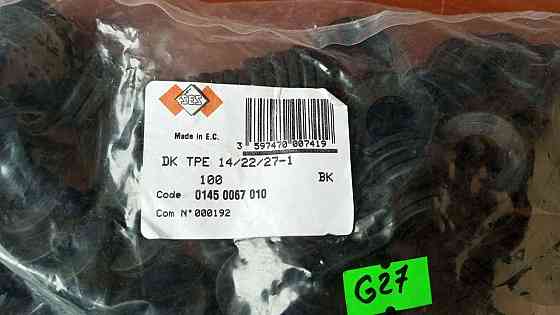 Made in E.C.
3 597470 007419
DK TPE 14/22/27-1
100 BK
Code 0145 0067 010
Com N°000192
G27